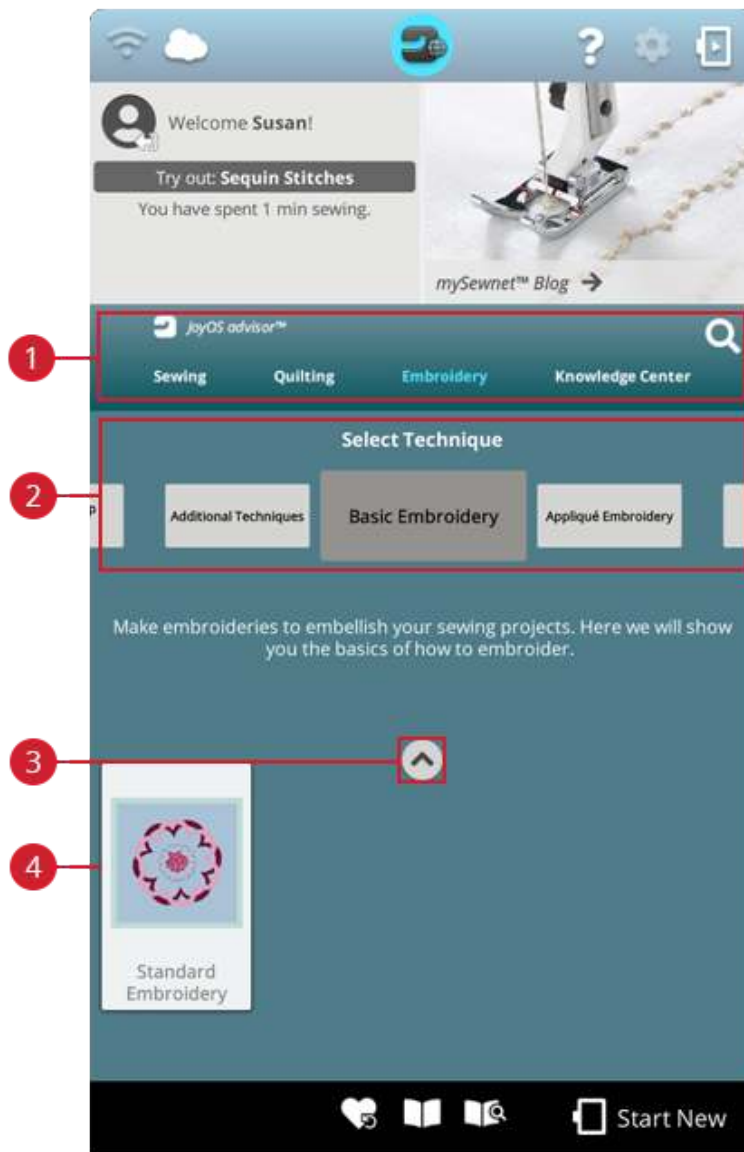 Welcome Susan!
Try out: Sequin Stitches
You have spent 1 min sewing.
mySewnet™ Blog →
1
JoyOS advisor™
Sewing Quilting Embroidery Knowledge Center
2
Select Technique
Additional Techniques Basic Embroidery Appliqué Embroidery
Make embroideries to embellish your sewing projects. Here we will show
you the basics of how to embroider.
3
4
Standard
Embroidery
Start New